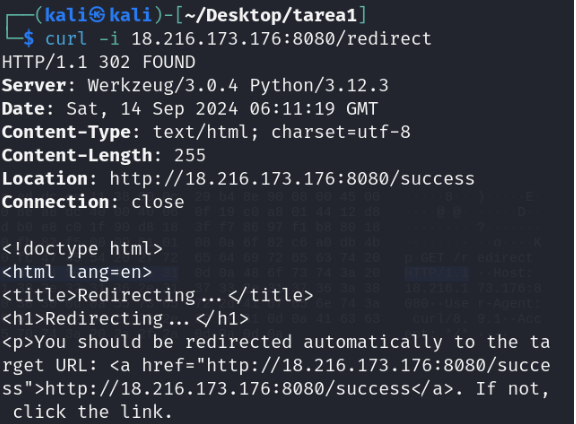 ┌──(kali㉿kali)-[~/Desktop/tarea1]
└─$ curl -i 18.216.173.176:8080/redirect
HTTP/1.1 302 FOUND
Server: Werkzeug/3.0.4 Python/3.12.3
Date: Sat, 14 Sep 2024 06:11:19 GMT
Content-Type: text/html; charset=utf-8
Content-Length: 255
Location: http://18.216.173.176:8080/success
Connection: close

<!doctype html>
<html lang=en>
<title>Redirecting...</title>
<h1>Redirecting...</h1>
<p>You should be redirected automatically to the ta
rget URL: <a href="http://18.216.173.176:8080/succe
ss">http://18.216.173.176:8080/success</a>. If not,
 click the link.